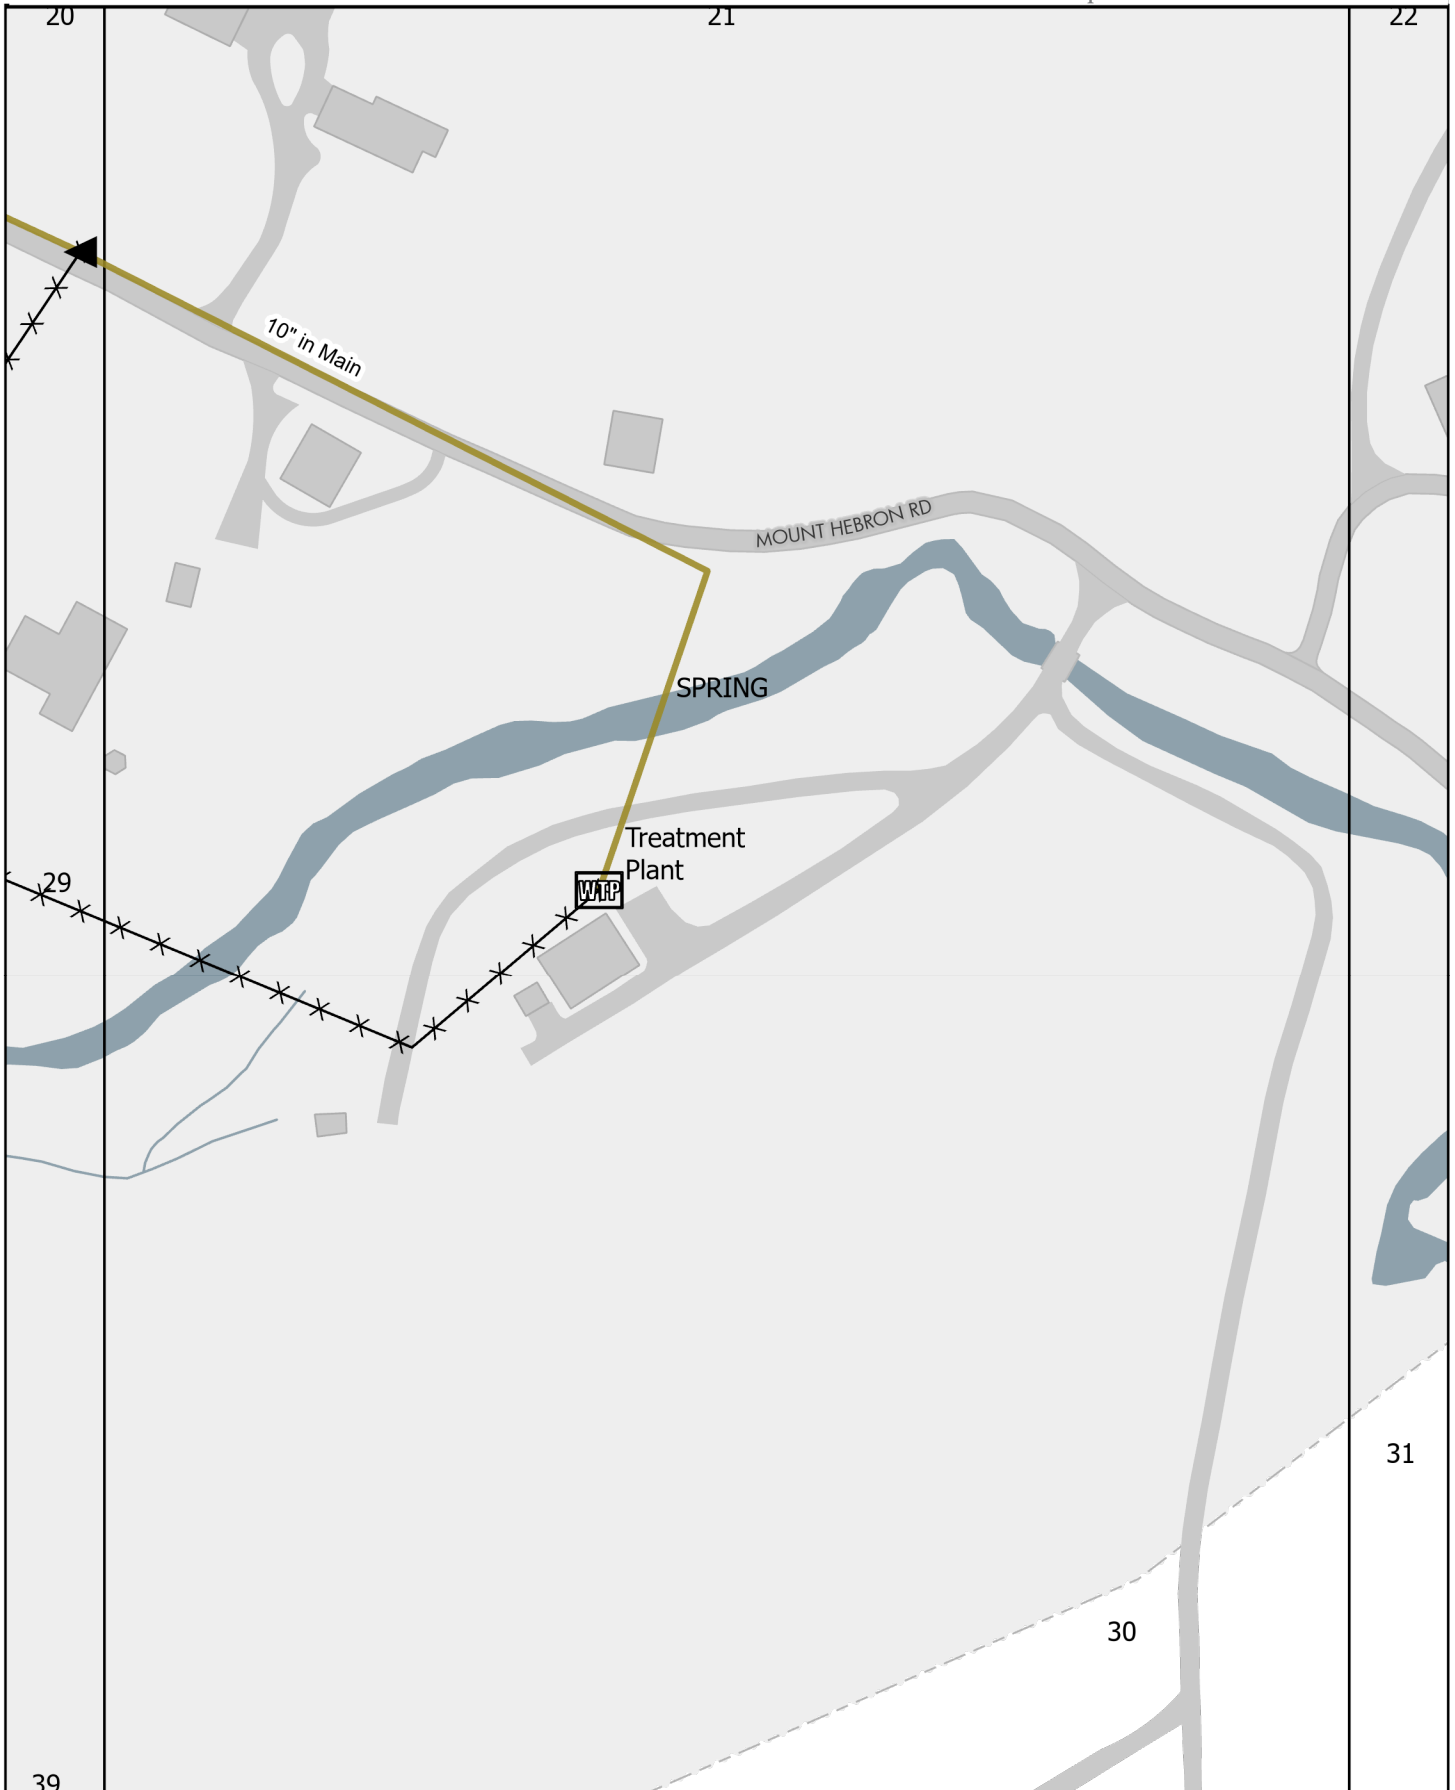 20
21
22
10" in Main
MOUNT HEBRON RD
SPRING
Treatment
Plant
WTP
29
31
30
39